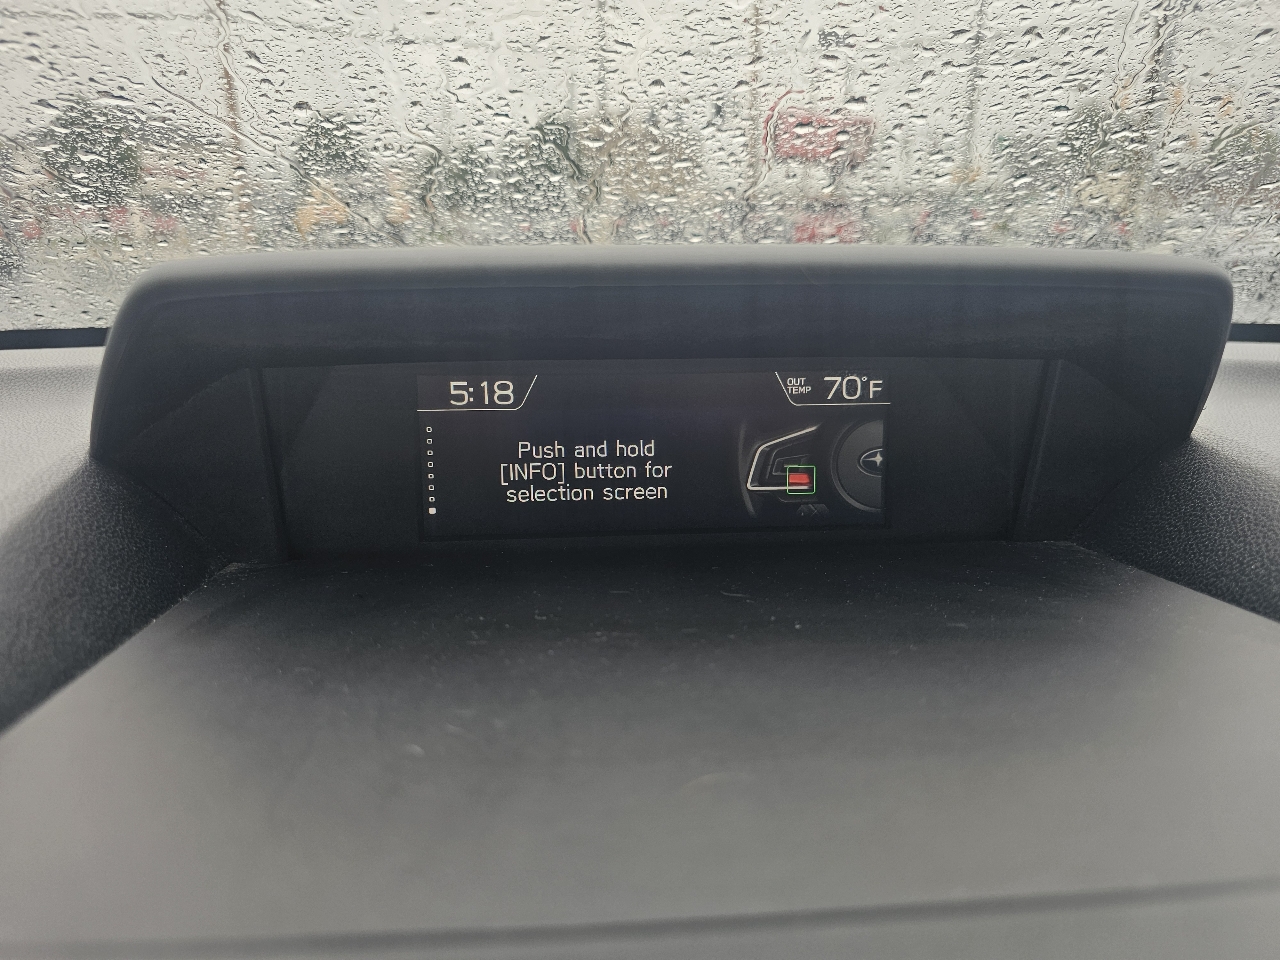 5:18
OUT
TEMP
70°F
Push and hold
[INFO] button for
selection screen